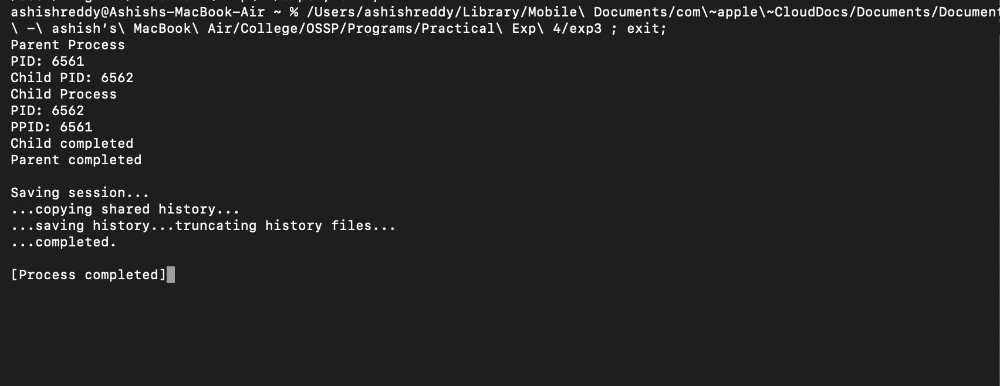 ashishreddy@Ashishs-MacBook-Air ~ % /Users/ashishreddy/Library/Mobile\ Documents/com\~apple\~CloudDocs/Documents/Document
\ -\ ashish’s\ MacBook\ Air/College/OSSP/Programs/Practical\ Exp\ 4/exp3 ; exit;
Parent Process
PID: 6561
Child PID: 6562
Child Process
PID: 6562
PPID: 6561
Child completed
Parent completed
Saving session...
...copying shared history...
...saving history...truncating history files...
...completed.
[Process completed]